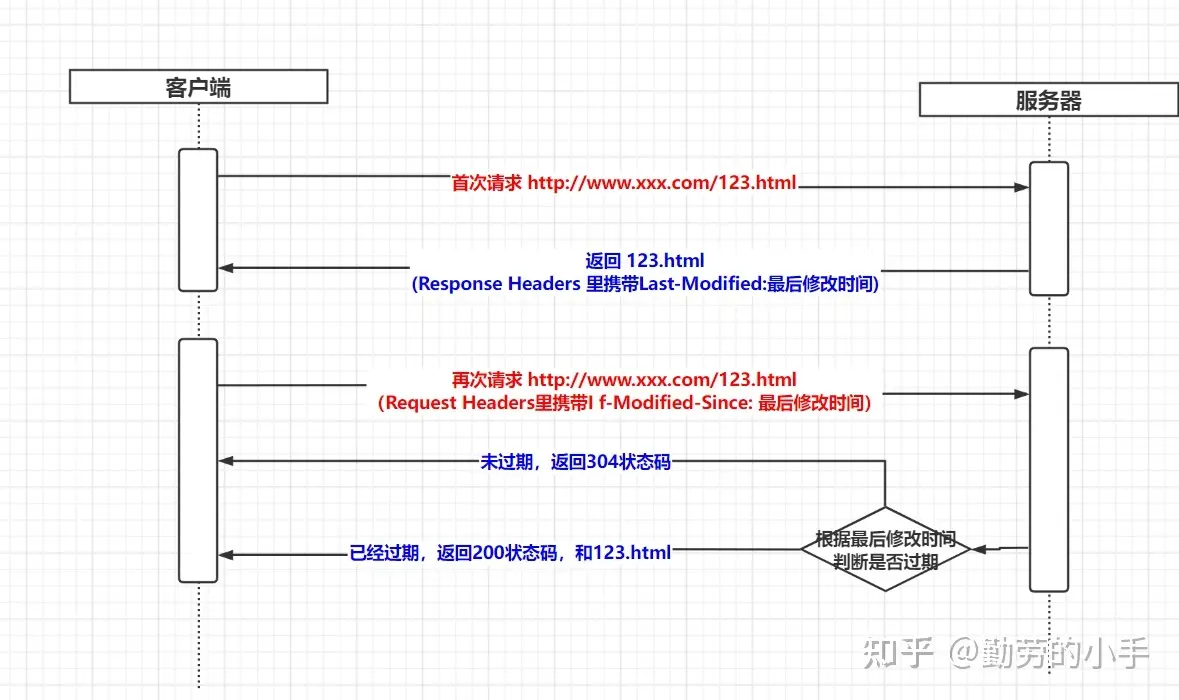 客户端
服务器
首次请求 http://www.xxx.com/123.html
返回 123.html
(Response Headers 里携带Last-Modified:最后修改时间)
再次请求 http://www.xxx.com/123.html
(Request Headers里携带I f-Modified-Since: 最后修改时间)
未过期，返回304状态码
根据最后修改时间
判断是否过期
已经过期，返回200状态码，和123.html
知乎 @勤劳的小手